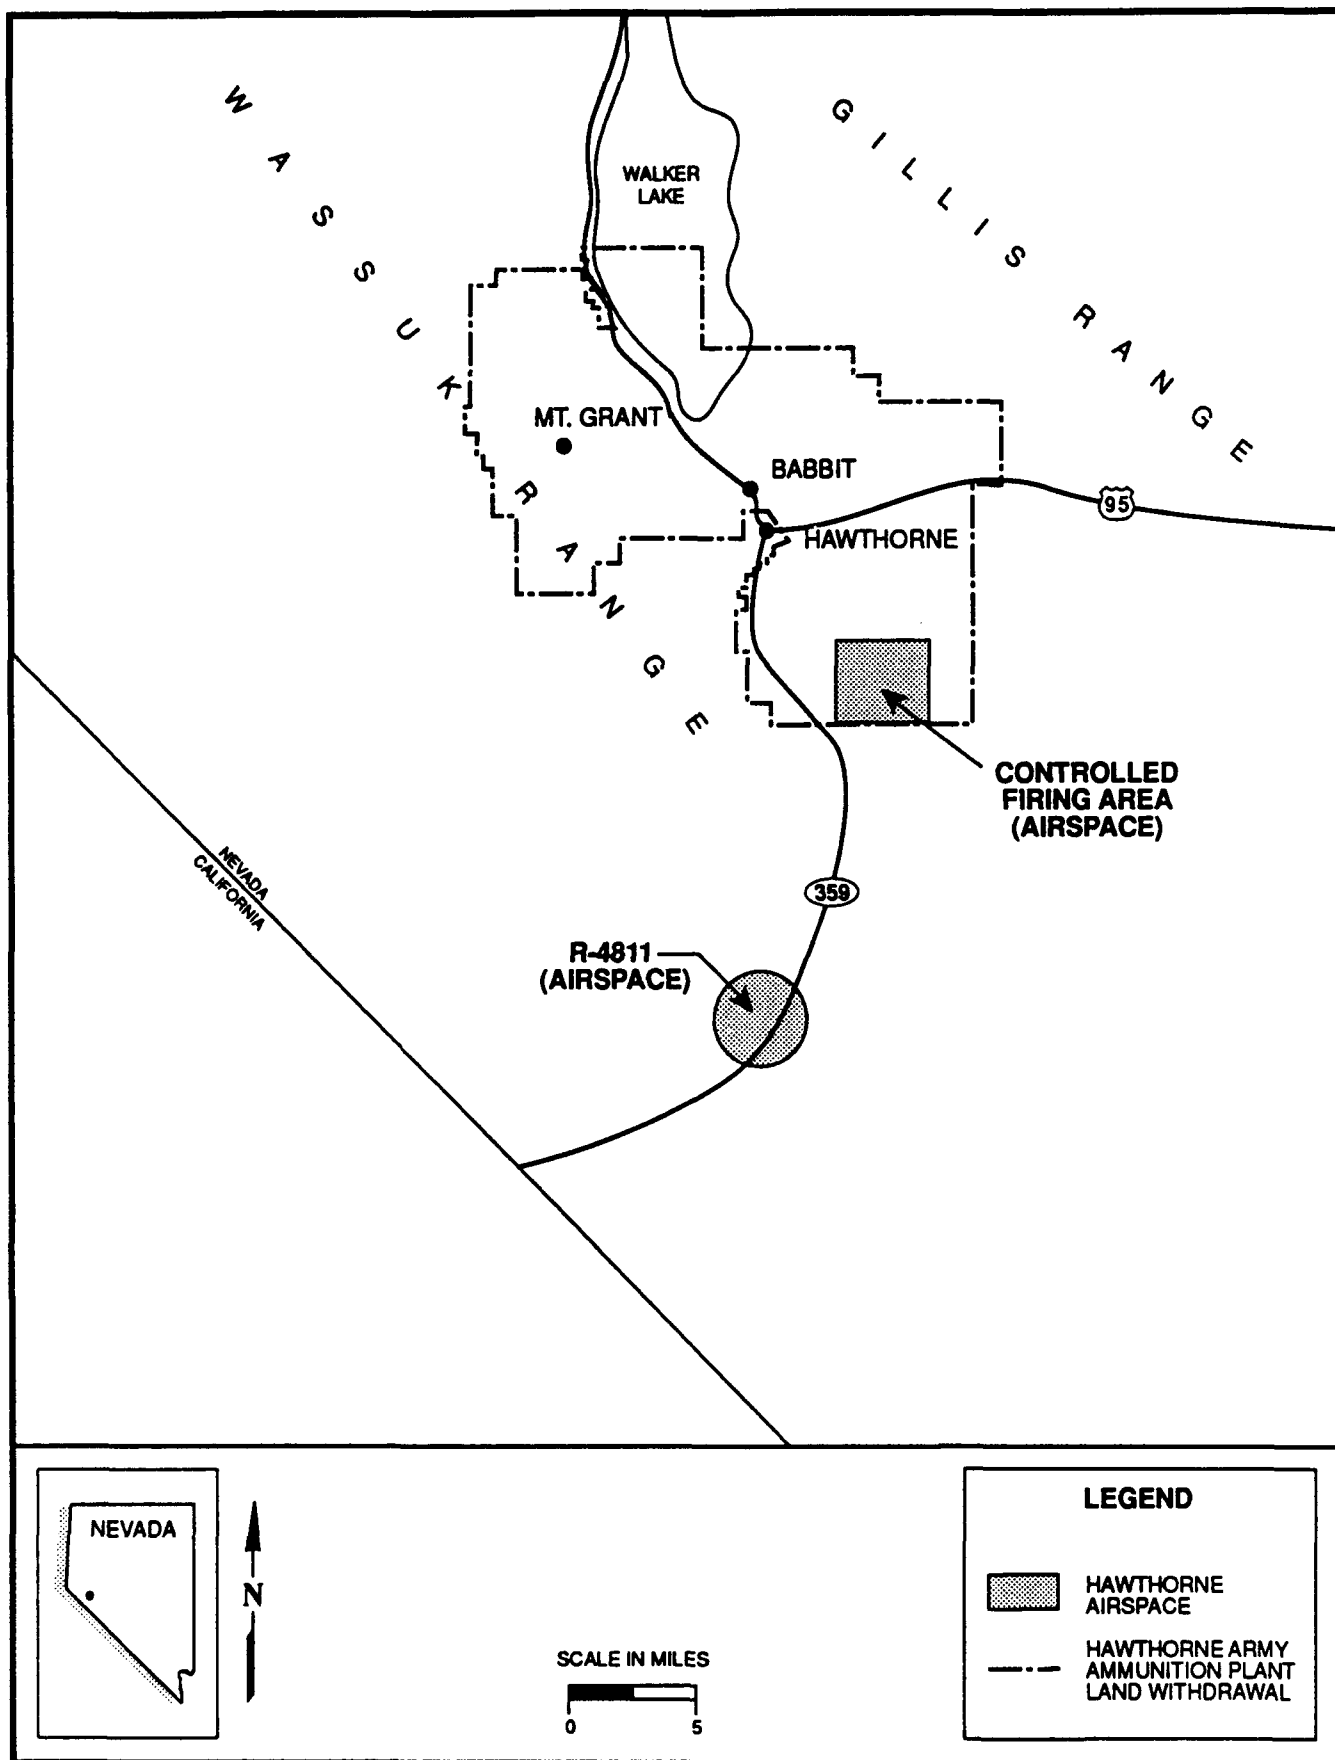 WASSUK RANGE
GILLIS RANGE
WALKER
LAKE
MT. GRANT
BABBIT
95
HAWTHORNE
CONTROLLED
FIRING AREA
(AIRSPACE)
NEVADA
CALIFORNIA
359
R-4811
(AIRSPACE)
NEVADA
N
SCALE IN MILES
0 5
LEGEND
HAWTHORNE
AIRSPACE
HAWTHORNE ARMY
AMMUNITION PLANT
LAND WITHDRAWAL